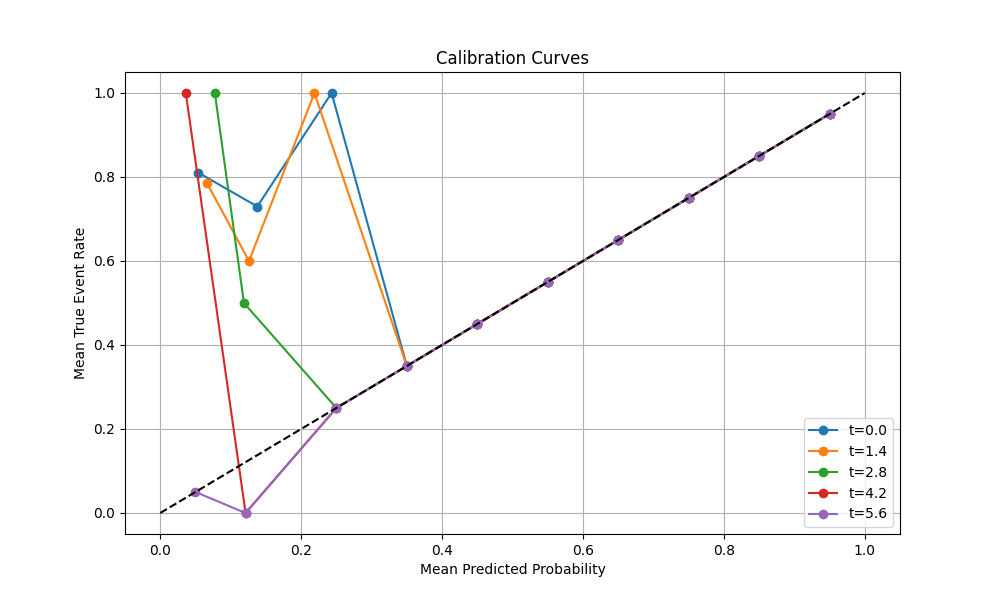 Calibration Curves
Mean True Event Rate
1.0
0.8
0.6
0.4
0.2
0.0
0.0 0.2 0.4 0.6 0.8 1.0
Mean Predicted Probability
t=0.0
t=1.4
t=2.8
t=4.2
t=5.6